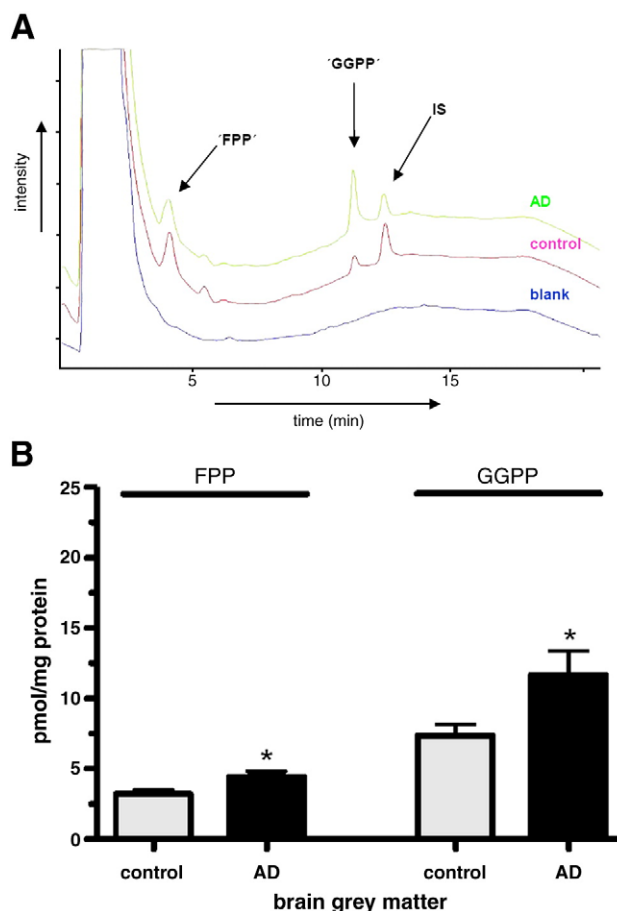 A
´GGPP´
IS
´FPP´
intensity
AD
control
blank
5 10 15
time (min)
B
FPP GGPP
25
20
15
10
5
0
pmol/mg protein
* *
control AD control AD
brain grey matter